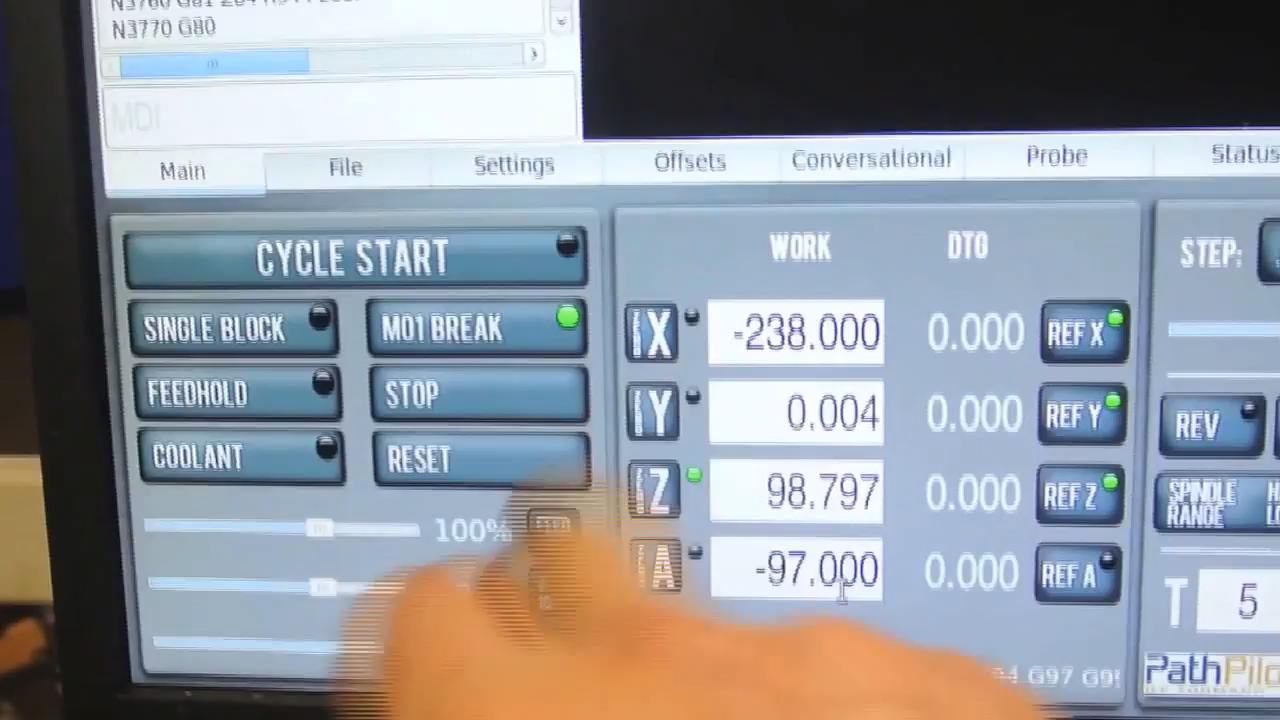 N3770 G80
MDI
Main File Settings Offsets Conversational Probe Status
CYCLE START
SINGLE BLOCK M01 BREAK
FEEDHOLD STOP
COOLANT RESET
100%
WORK DTG
X -238.000 0.000 REF X
Y 0.004 0.000 REF Y
Z 98.797 0.000 REF Z
A -97.000 0.000 REF A
G97
STEP:
REV
SPINDLE
RANGE
T 5
PathPilo